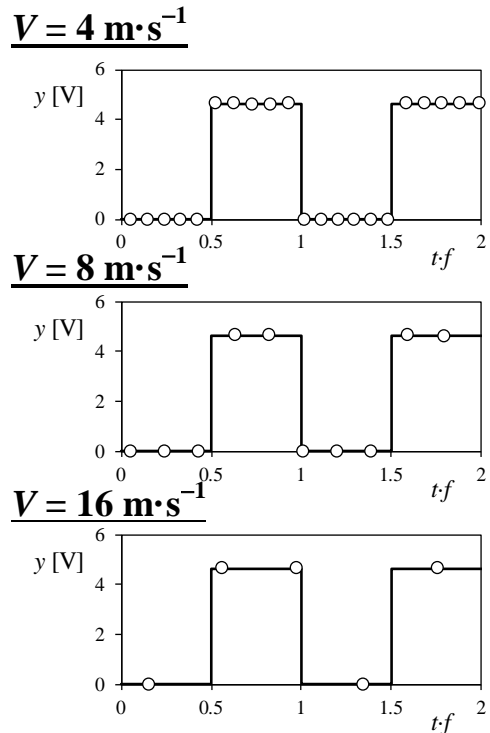 V = 4 m·s⁻¹
6
y [V]
4
2
0
0 0.5 1 1.5 2
t·f
V = 8 m·s⁻¹
6
y [V]
4
2
0
0 0.5 1 1.5 2
t·f
V = 16 m·s⁻¹
6
y [V]
4
2
0
0 0.5 1 1.5 2
t·f